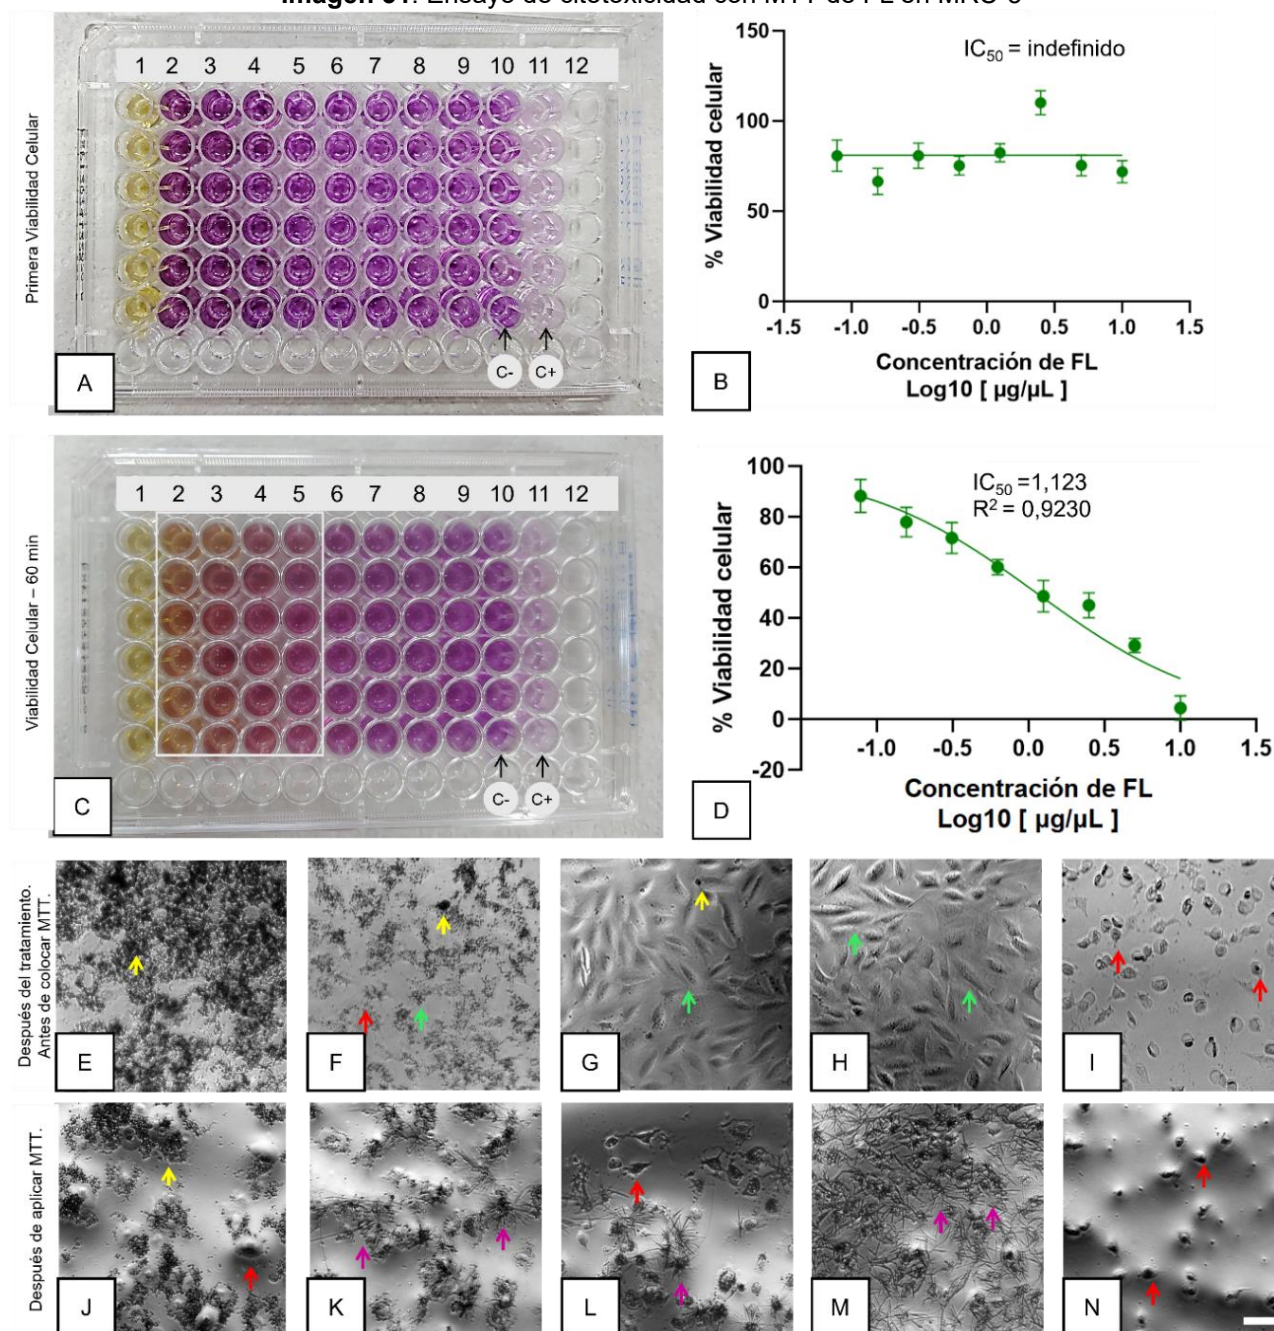 Imagen 31. Ensayo de citotoxicidad con MTT de FL en MRC-5
Primera Viabilidad Celular
1 2 3 4 5 6 7 8 9 10 11 12
C- C+
A
150
100
50
0
% Viabilidad celular
IC50 = indefinido
-1.5 -1.0 -0.5 0.0 0.5 1.0 1.5
Concentración de FL
Log10 [ µg/µL ]
B
Viabilidad Celular – 60 min
1 2 3 4 5 6 7 8 9 10 11 12
C- C+
C
100
80
60
40
20
0
-20
% Viabilidad celular
IC50 =1,123
R2 = 0,9230
-1.0 -0.5 0.0 0.5 1.0 1.5
Concentración de FL
Log10 [ µg/µL ]
D
Después del tratamiento.
Antes de colocar MTT.
E F G H I
Después de aplicar MTT.
J K L M N